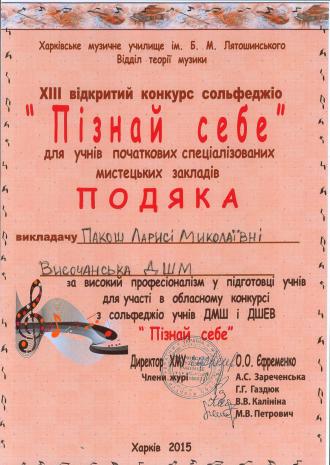 Харківське музичне училище ім. Б. М. Лятошинського
Відділ теорії музики
XIII відкритий конкурс сольфеджіо
" Пізнай себе"
для учнів початкових спеціалізованих
мистецьких закладів
ПОДЯКА
викладачу Пакош Ларисі Миколаївні
Височанська ДШМ
за високий професіоналізм у підготовці учнів
для участі в обласному конкурсі
з сольфеджіо учнів ДМШ і ДШЕВ
" Пізнай себе"
Директор ХМУ О.О. Єфременко
Члени журі А.С. Зареченська
Г.Г. Газдюк
В.В. Калініна
М.В. Петрович
Харків 2015